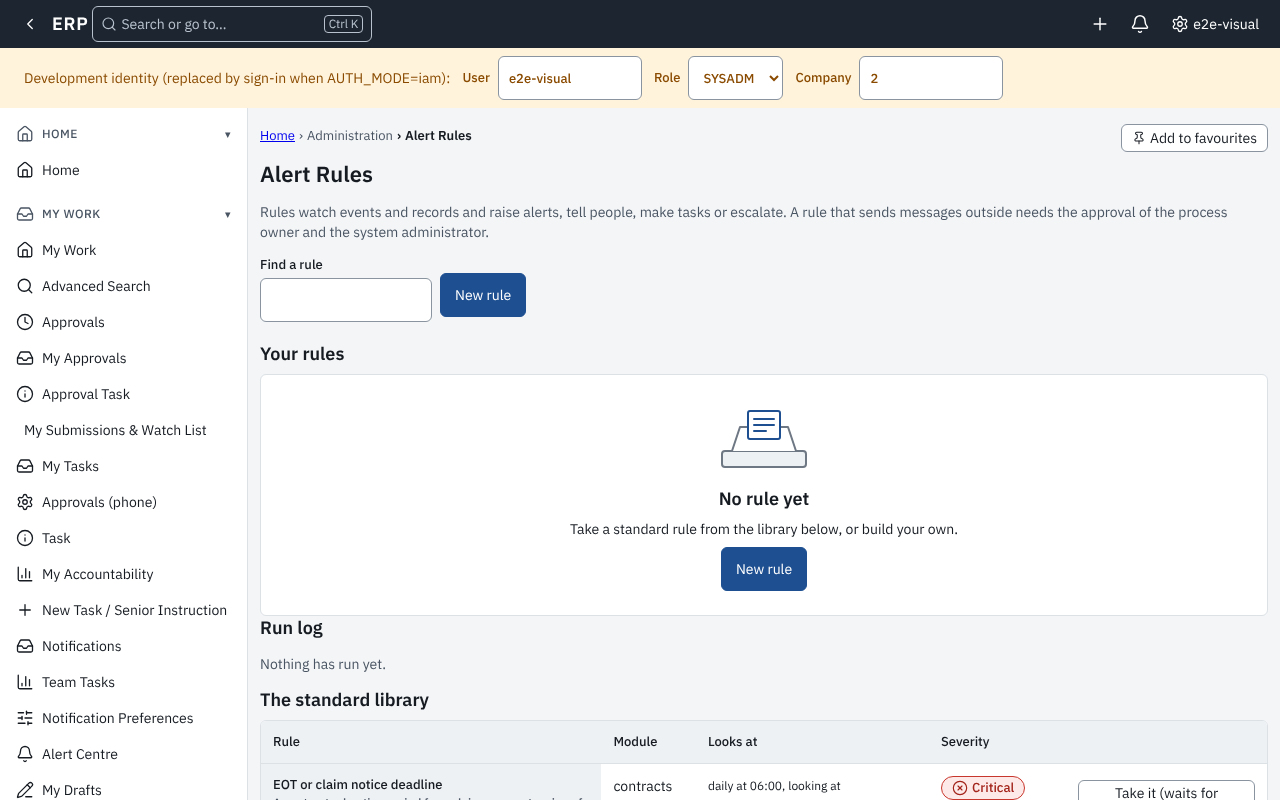 ERP
Search or go to...
Ctrl K
e2e-visual
Development identity (replaced by sign-in when AUTH_MODE=iam):
User
e2e-visual
Role
SYSADM
Company
2
HOME
Home
MY WORK
My Work
Advanced Search
Approvals
My Approvals
Approval Task
My Submissions & Watch List
My Tasks
Approvals (phone)
Task
My Accountability
New Task / Senior Instruction
Notifications
Team Tasks
Notification Preferences
Alert Centre
My Drafts
Home › Administration › Alert Rules
Add to favourites
Alert Rules
Rules watch events and records and raise alerts, tell people, make tasks or escalate. A rule that sends messages outside needs the approval of the process
owner and the system administrator.
Find a rule
New rule
Your rules
No rule yet
Take a standard rule from the library below, or build your own.
New rule
Run log
Nothing has run yet.
The standard library
Rule Module Looks at Severity
EOT or claim notice deadline
contracts
daily at 06:00, looking at
Critical
Take it (waits for